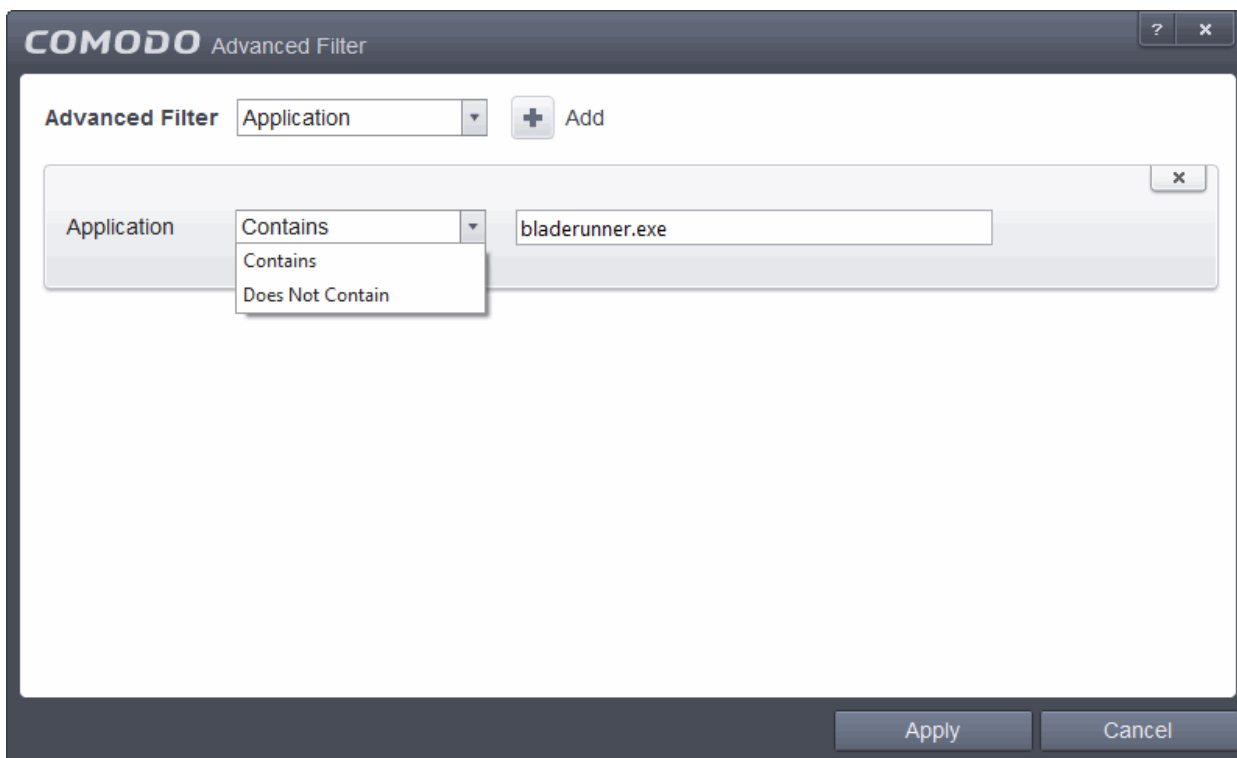 COMODO Advanced Filter ? x
Advanced Filter Application + Add
x
Application Contains bladerunner.exe
Contains
Does Not Contain
Apply Cancel